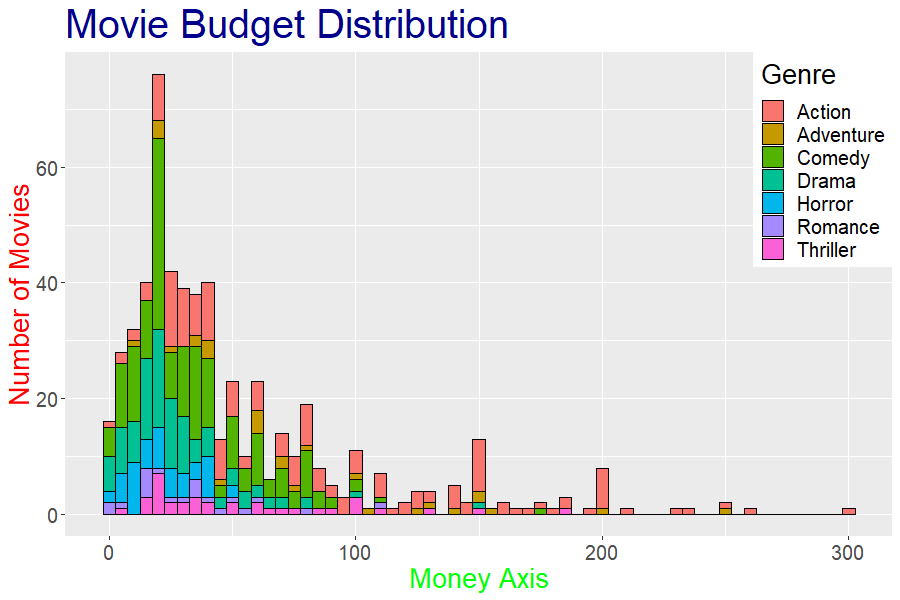 Movie Budget Distribution
Genre
Action
Adventure
Comedy
Drama
Horror
Romance
Thriller
Number of Movies
60
40
20
0
0 100 200 300
Money Axis